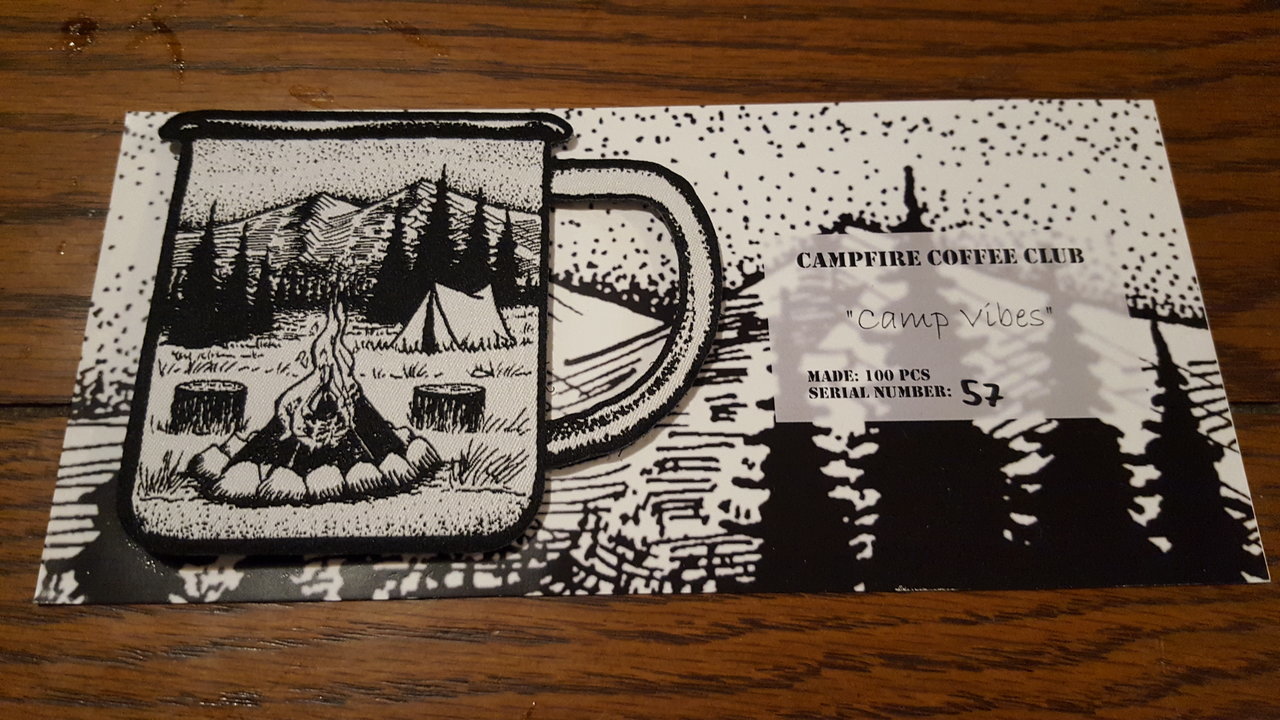 CAMPFIRE COFFEE CLUB
"Camp Vibes"
MADE: 100 PCS
SERIAL NUMBER: 57